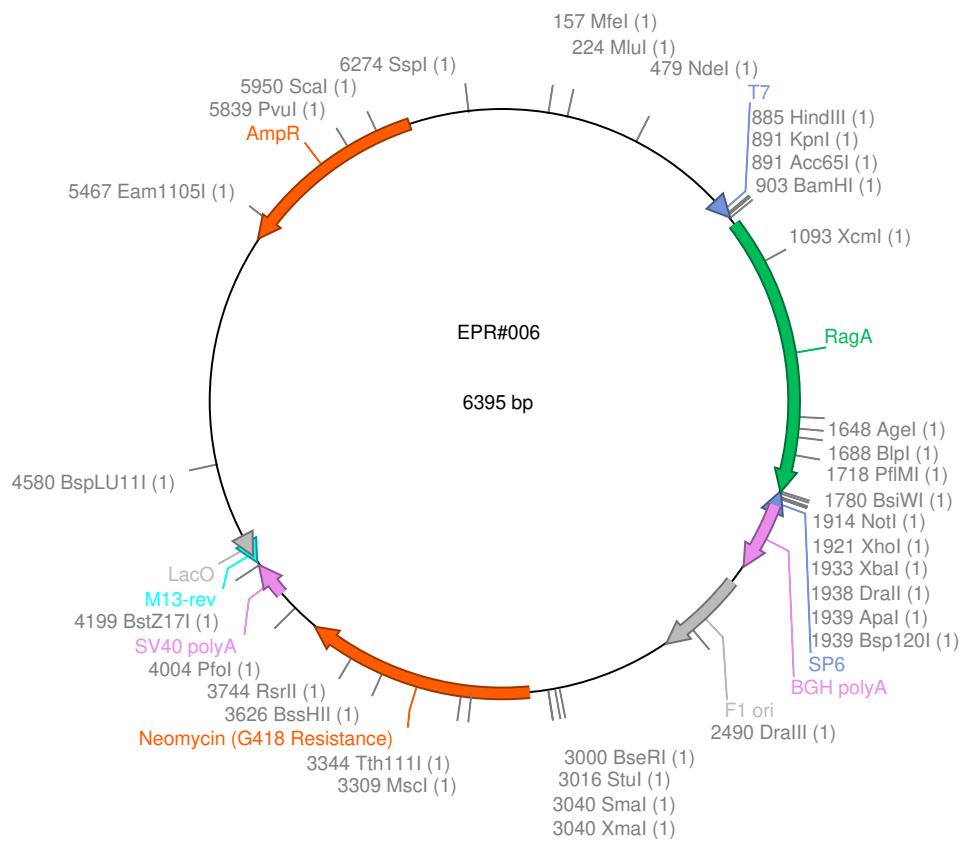 157 MfeI (1)
224 MluI (1)
479 NdeI (1)
T7
885 HindIII (1)
891 KpnI (1)
891 Acc65I (1)
903 BamHI (1)
1093 XcmI (1)
RagA
1648 AgeI (1)
1688 BlpI (1)
1718 PflMI (1)
1780 BsiWI (1)
1914 NotI (1)
1921 XhoI (1)
1933 XbaI (1)
1938 DraII (1)
1939 ApaI (1)
1939 Bsp120I (1)
SP6
BGH polyA
F1 ori
2490 DraIII (1)
3000 BseRI (1)
3016 StuI (1)
3040 SmaI (1)
3040 XmaI (1)
3309 MscI (1)
3344 Tth111I (1)
Neomycin (G418 Resistance)
3626 BssHII (1)
3744 RsrII (1)
4004 PfoI (1)
SV40 polyA
4199 BstZ17I (1)
M13-rev
LacO
4580 BspLU11I (1)
5467 Eam1105I (1)
AmpR
5839 PvuI (1)
5950 ScaI (1)
6274 SspI (1)
EPR#006
6395 bp